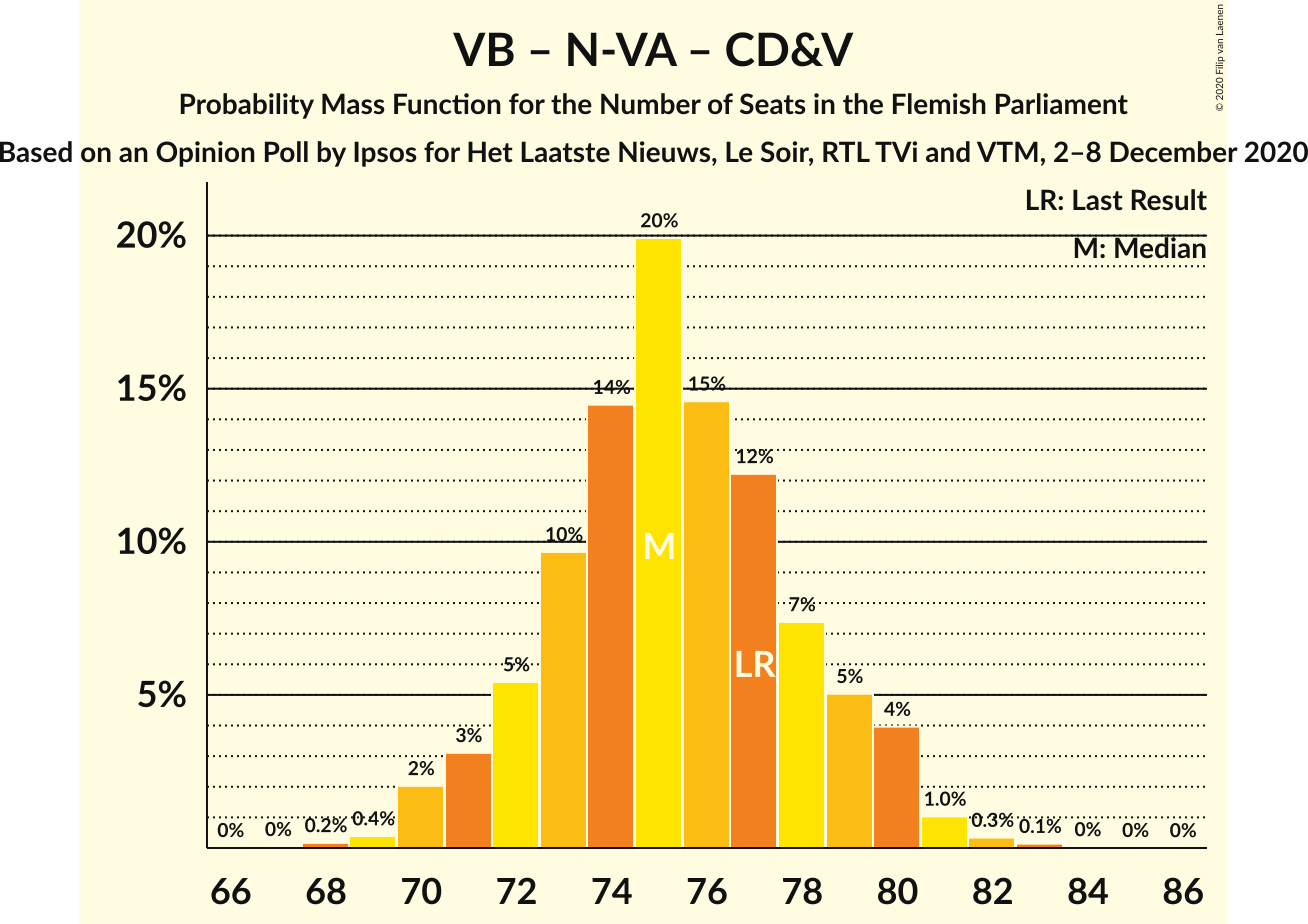 VB – N-VA – CD&V
© 2020 Filip van Laenen
Probability Mass Function for the Number of Seats in the Flemish Parliament
Based on an Opinion Poll by Ipsos for Het Laatste Nieuws, Le Soir, RTL TVi and VTM, 2–8 December 2020
LR: Last Result
M: Median
20%
15%
10%
5%
0% 0% 0.2% 0.4% 2% 3% 5% 10% 14% 20% 15% 12% 7% 5% 4% 1.0% 0.3% 0.1% 0% 0% 0%
M
LR
66 68 70 72 74 76 78 80 82 84 86